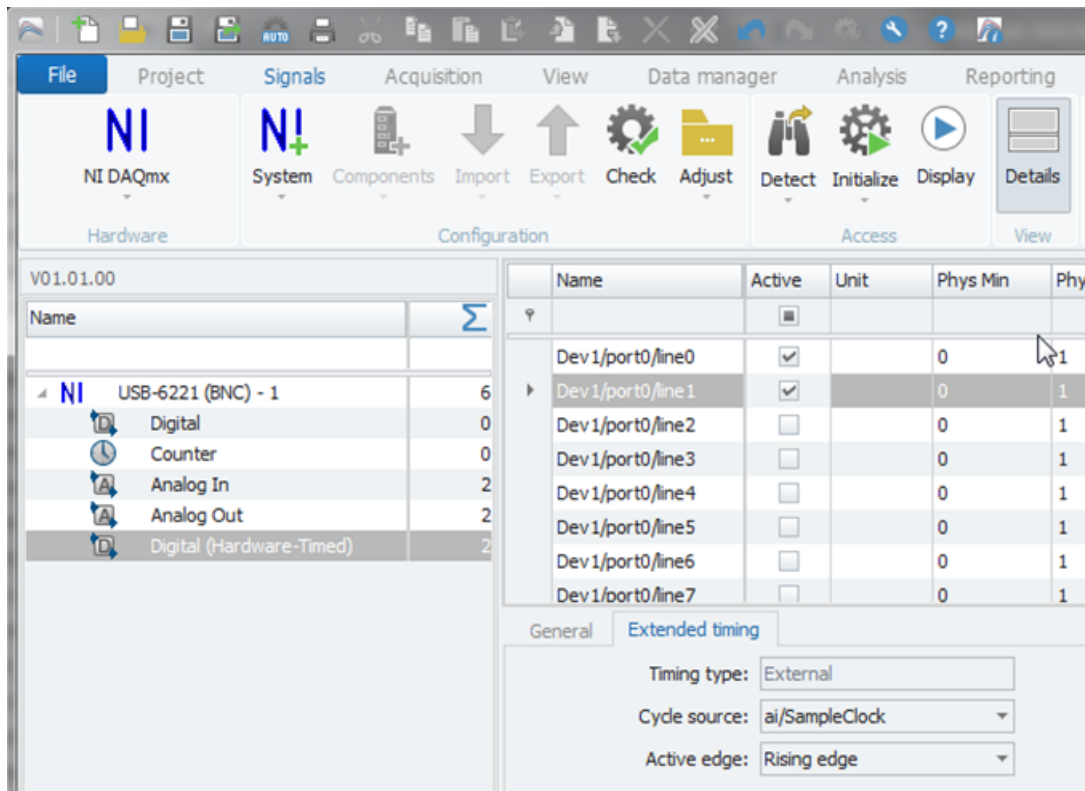 AUTO
File Project Signals Acquisition View Data manager Analysis Reporting
NI NI
NI DAQmx System Components Import Export Check Adjust Detect Initialize Display Details
Hardware Configuration Access View
V01.01.00
Name Σ
NI USB-6221 (BNC) - 1 6
Digital 0
Counter 0
Analog In 2
Analog Out 2
Digital (Hardware-Timed) 2
Name Active Unit Phys Min Phy
Dev1/port0/line0 0 1
Dev1/port0/line1 0 1
Dev1/port0/line2 0 1
Dev1/port0/line3 0 1
Dev1/port0/line4 0 1
Dev1/port0/line5 0 1
Dev1/port0/line6 0 1
Dev1/port0/line7 0 1
General Extended timing
Timing type: External
Cycle source: ai/SampleClock
Active edge: Rising edge